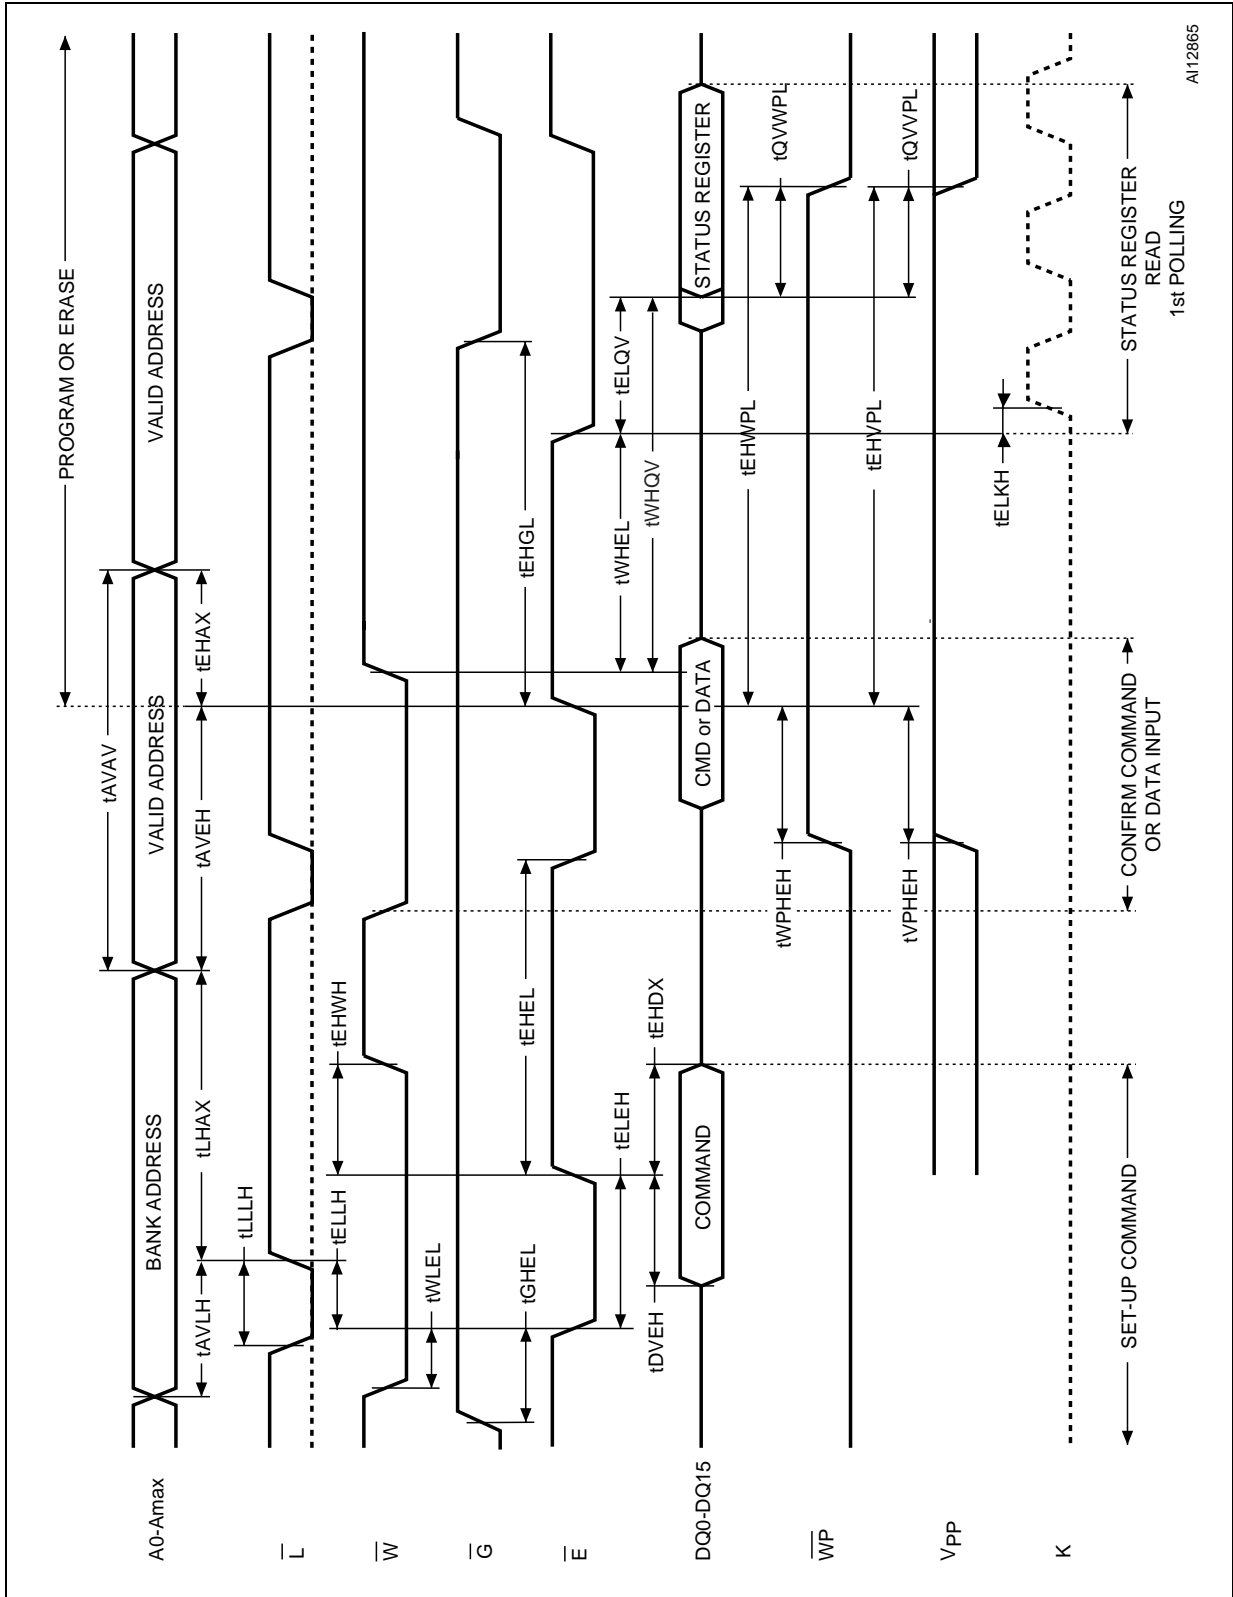 PROGRAM OR ERASE
tAVAV
A0-Amax
BANK ADDRESS
VALID ADDRESS
VALID ADDRESS
tAVLH
tLHAX
tAVEH
tEHAX
tLLLH
L
tELLH
tEHWH
W
tWLEL
G
tGHEL
tEHEL
tEHGL
E
tELEH
tWHEL
tELQV
tDVEH
tEHDX
tWHQV
DQ0-DQ15
COMMAND
CMD or DATA
STATUS REGISTER
tEHWPL
tWPHEH
tQVWPL
WP
tEHVPL
tVPHEH
tQVVPL
VPP
tELKH
K
SET-UP COMMAND
CONFIRM COMMAND
OR DATA INPUT
STATUS REGISTER
READ
1st POLLING
AI12865